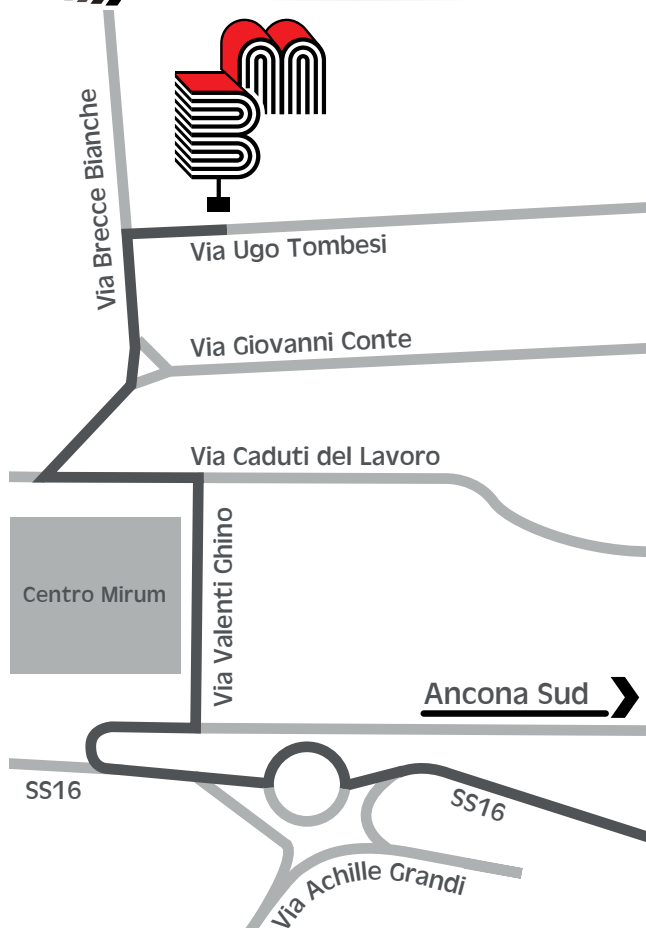 Via Brecce Bianche
Via Ugo Tombesi
Via Giovanni Conte
Via Caduti del Lavoro
Via Valenti Ghino
Centro Mirum
Ancona Sud
SS16
SS16
Via Achille Grandi